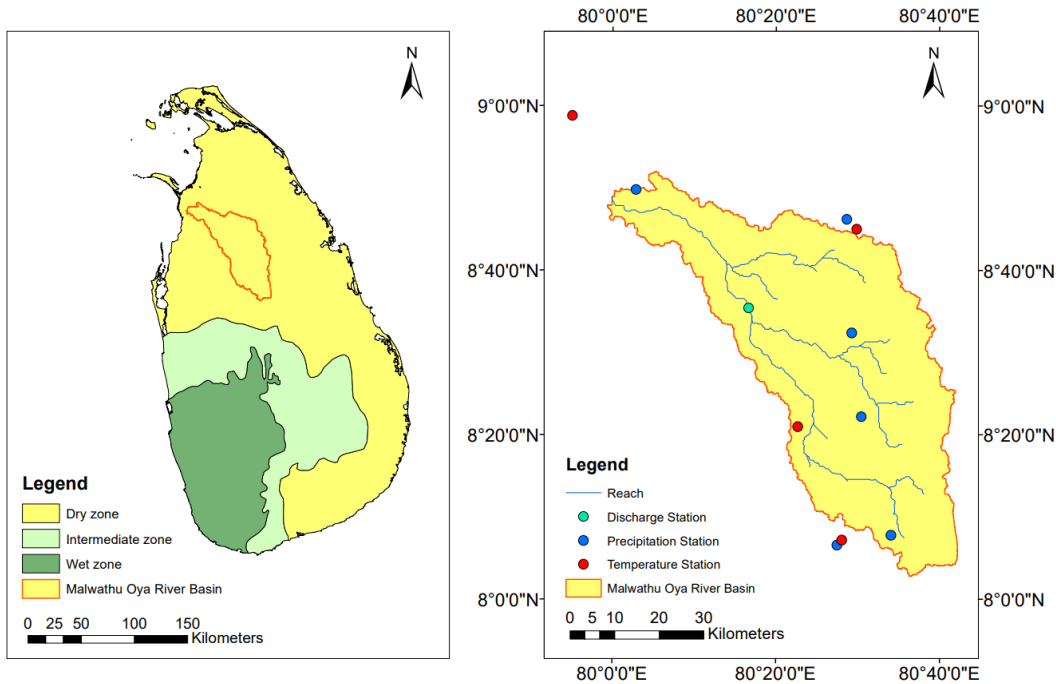 N
Legend
Dry zone
Intermediate zone
Wet zone
Malwathu Oya River Basin
0 25 50 100 150
Kilometers
80°0'0"E 80°20'0"E 80°40'0"E
N
9°0'0"N 9°0'0"N
8°40'0"N 8°40'0"N
8°20'0"N 8°20'0"N
8°0'0"N 8°0'0"N
Legend
Reach
Discharge Station
Precipitation Station
Temperature Station
Malwathu Oya River Basin
0 5 10 20 30
Kilometers
80°0'0"E 80°20'0"E 80°40'0"E